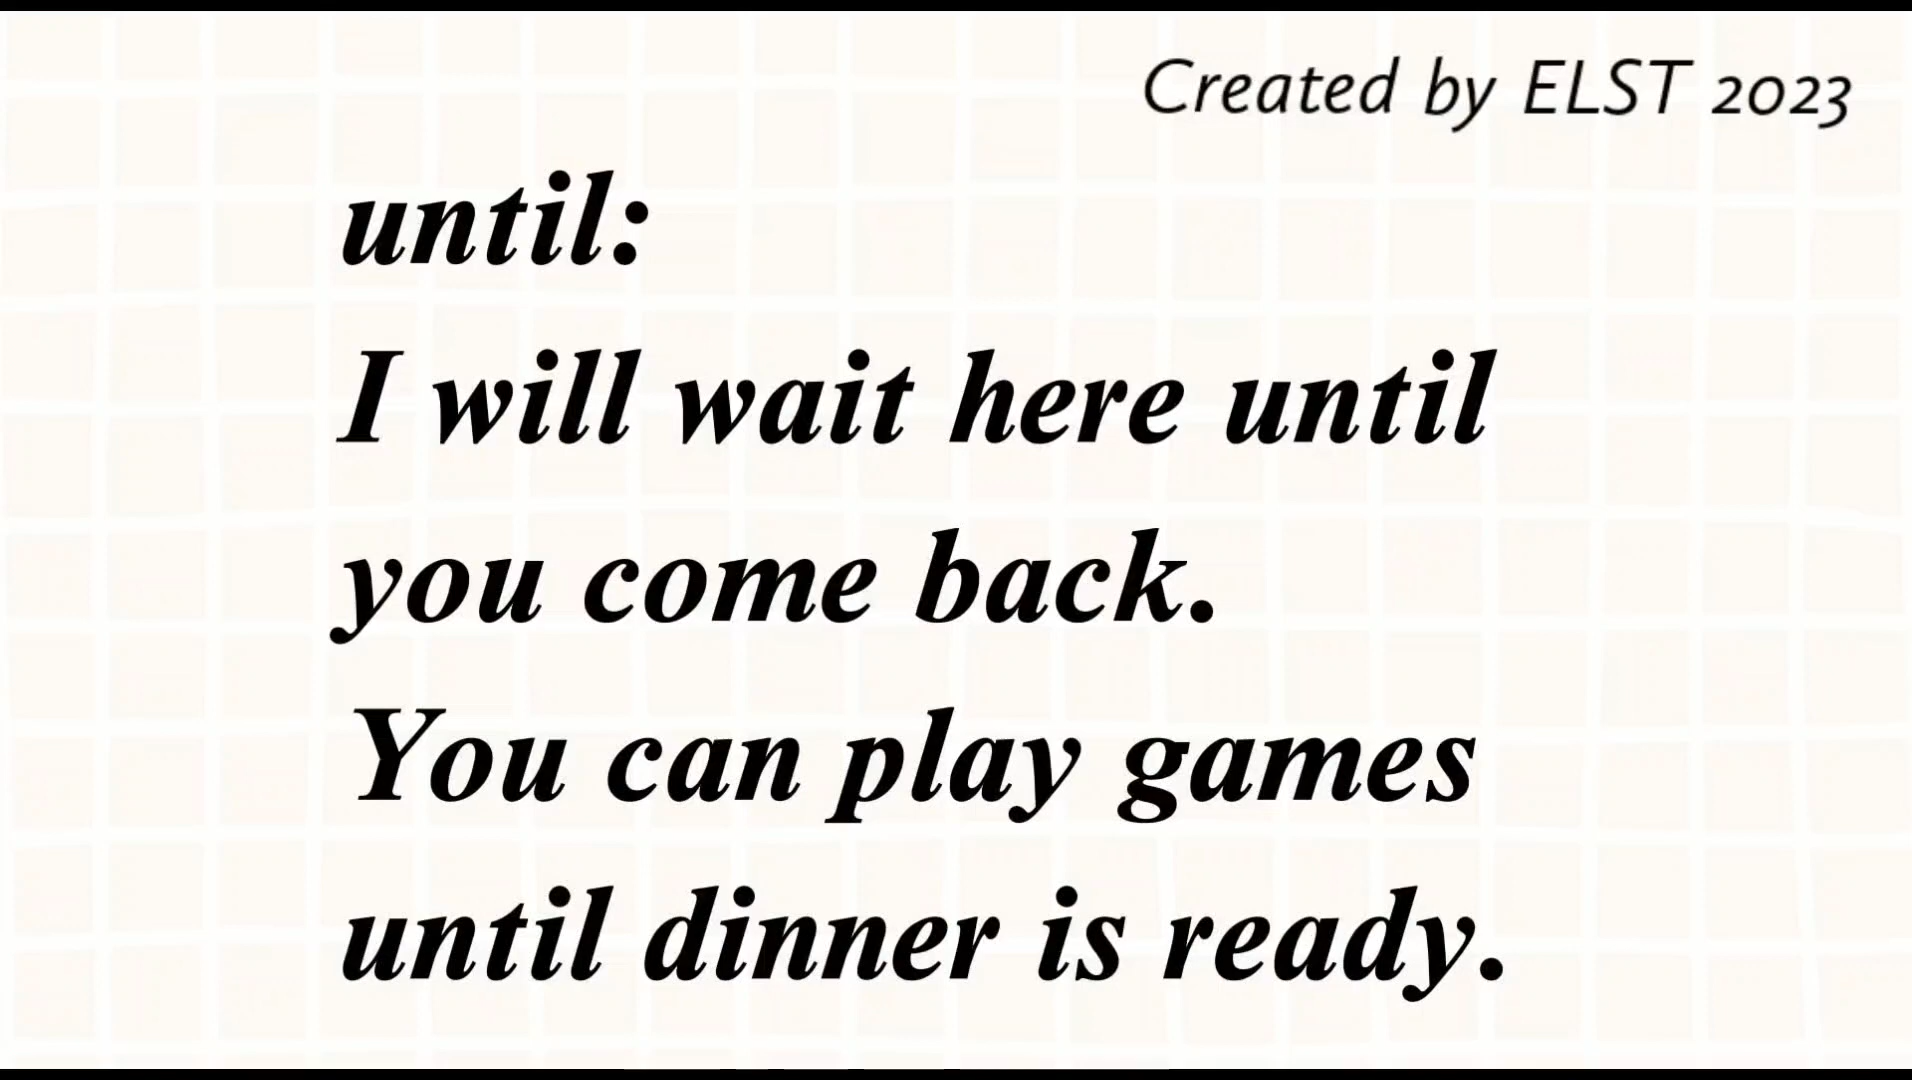 Created by ELST 2023
until:
I will wait here until
you come back.
You can play games
until dinner is ready.